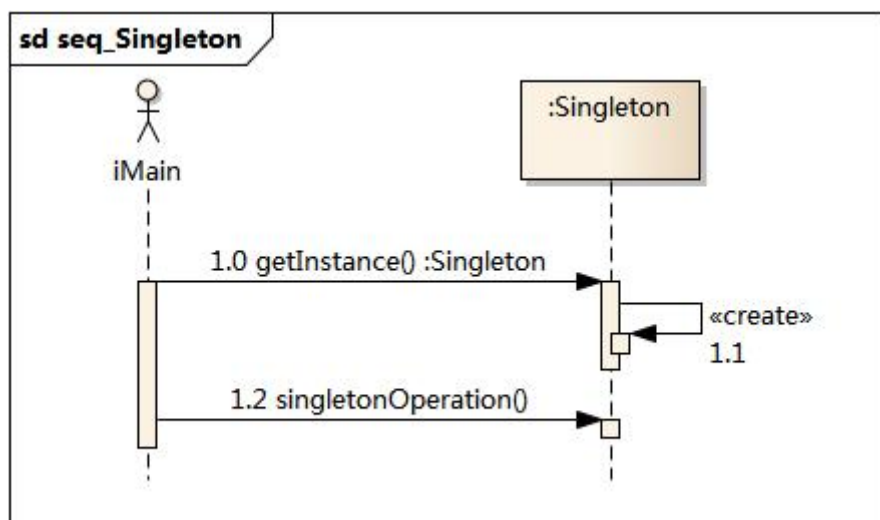 sd seq_Singleton
iMain
:Singleton
1.0 getInstance() :Singleton
«create»
1.1
1.2 singletonOperation()